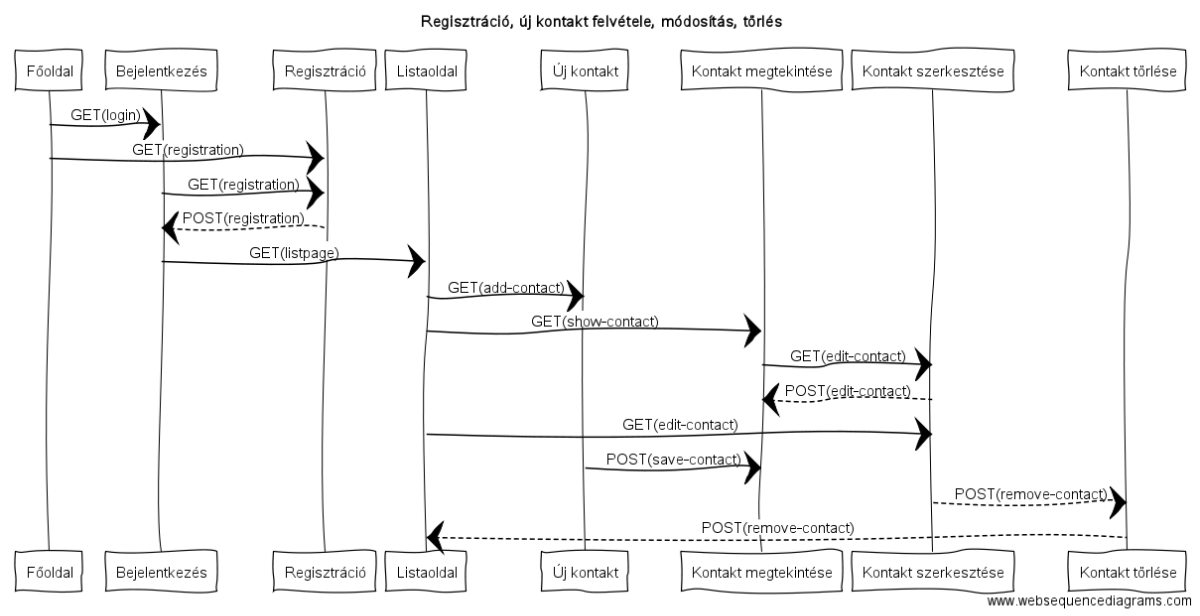 Regisztráció, új kontakt felvétele, módosítás, törlés
Főoldal
Bejelentkezés
Regisztráció
Listaoldal
Új kontakt
Kontakt megtekintése
Kontakt szerkesztése
Kontakt törlése
GET(login)
GET(registration)
GET(registration)
POST(registration)
GET(listpage)
GET(add-contact)
GET(show-contact)
GET(edit-contact)
POST(edit-contact)
GET(edit-contact)
POST(save-contact)
POST(remove-contact)
POST(remove-contact)
Főoldal
Bejelentkezés
Regisztráció
Listaoldal
Új kontakt
Kontakt megtekintése
Kontakt szerkesztése
Kontakt törlése
www.websequencediagrams.com